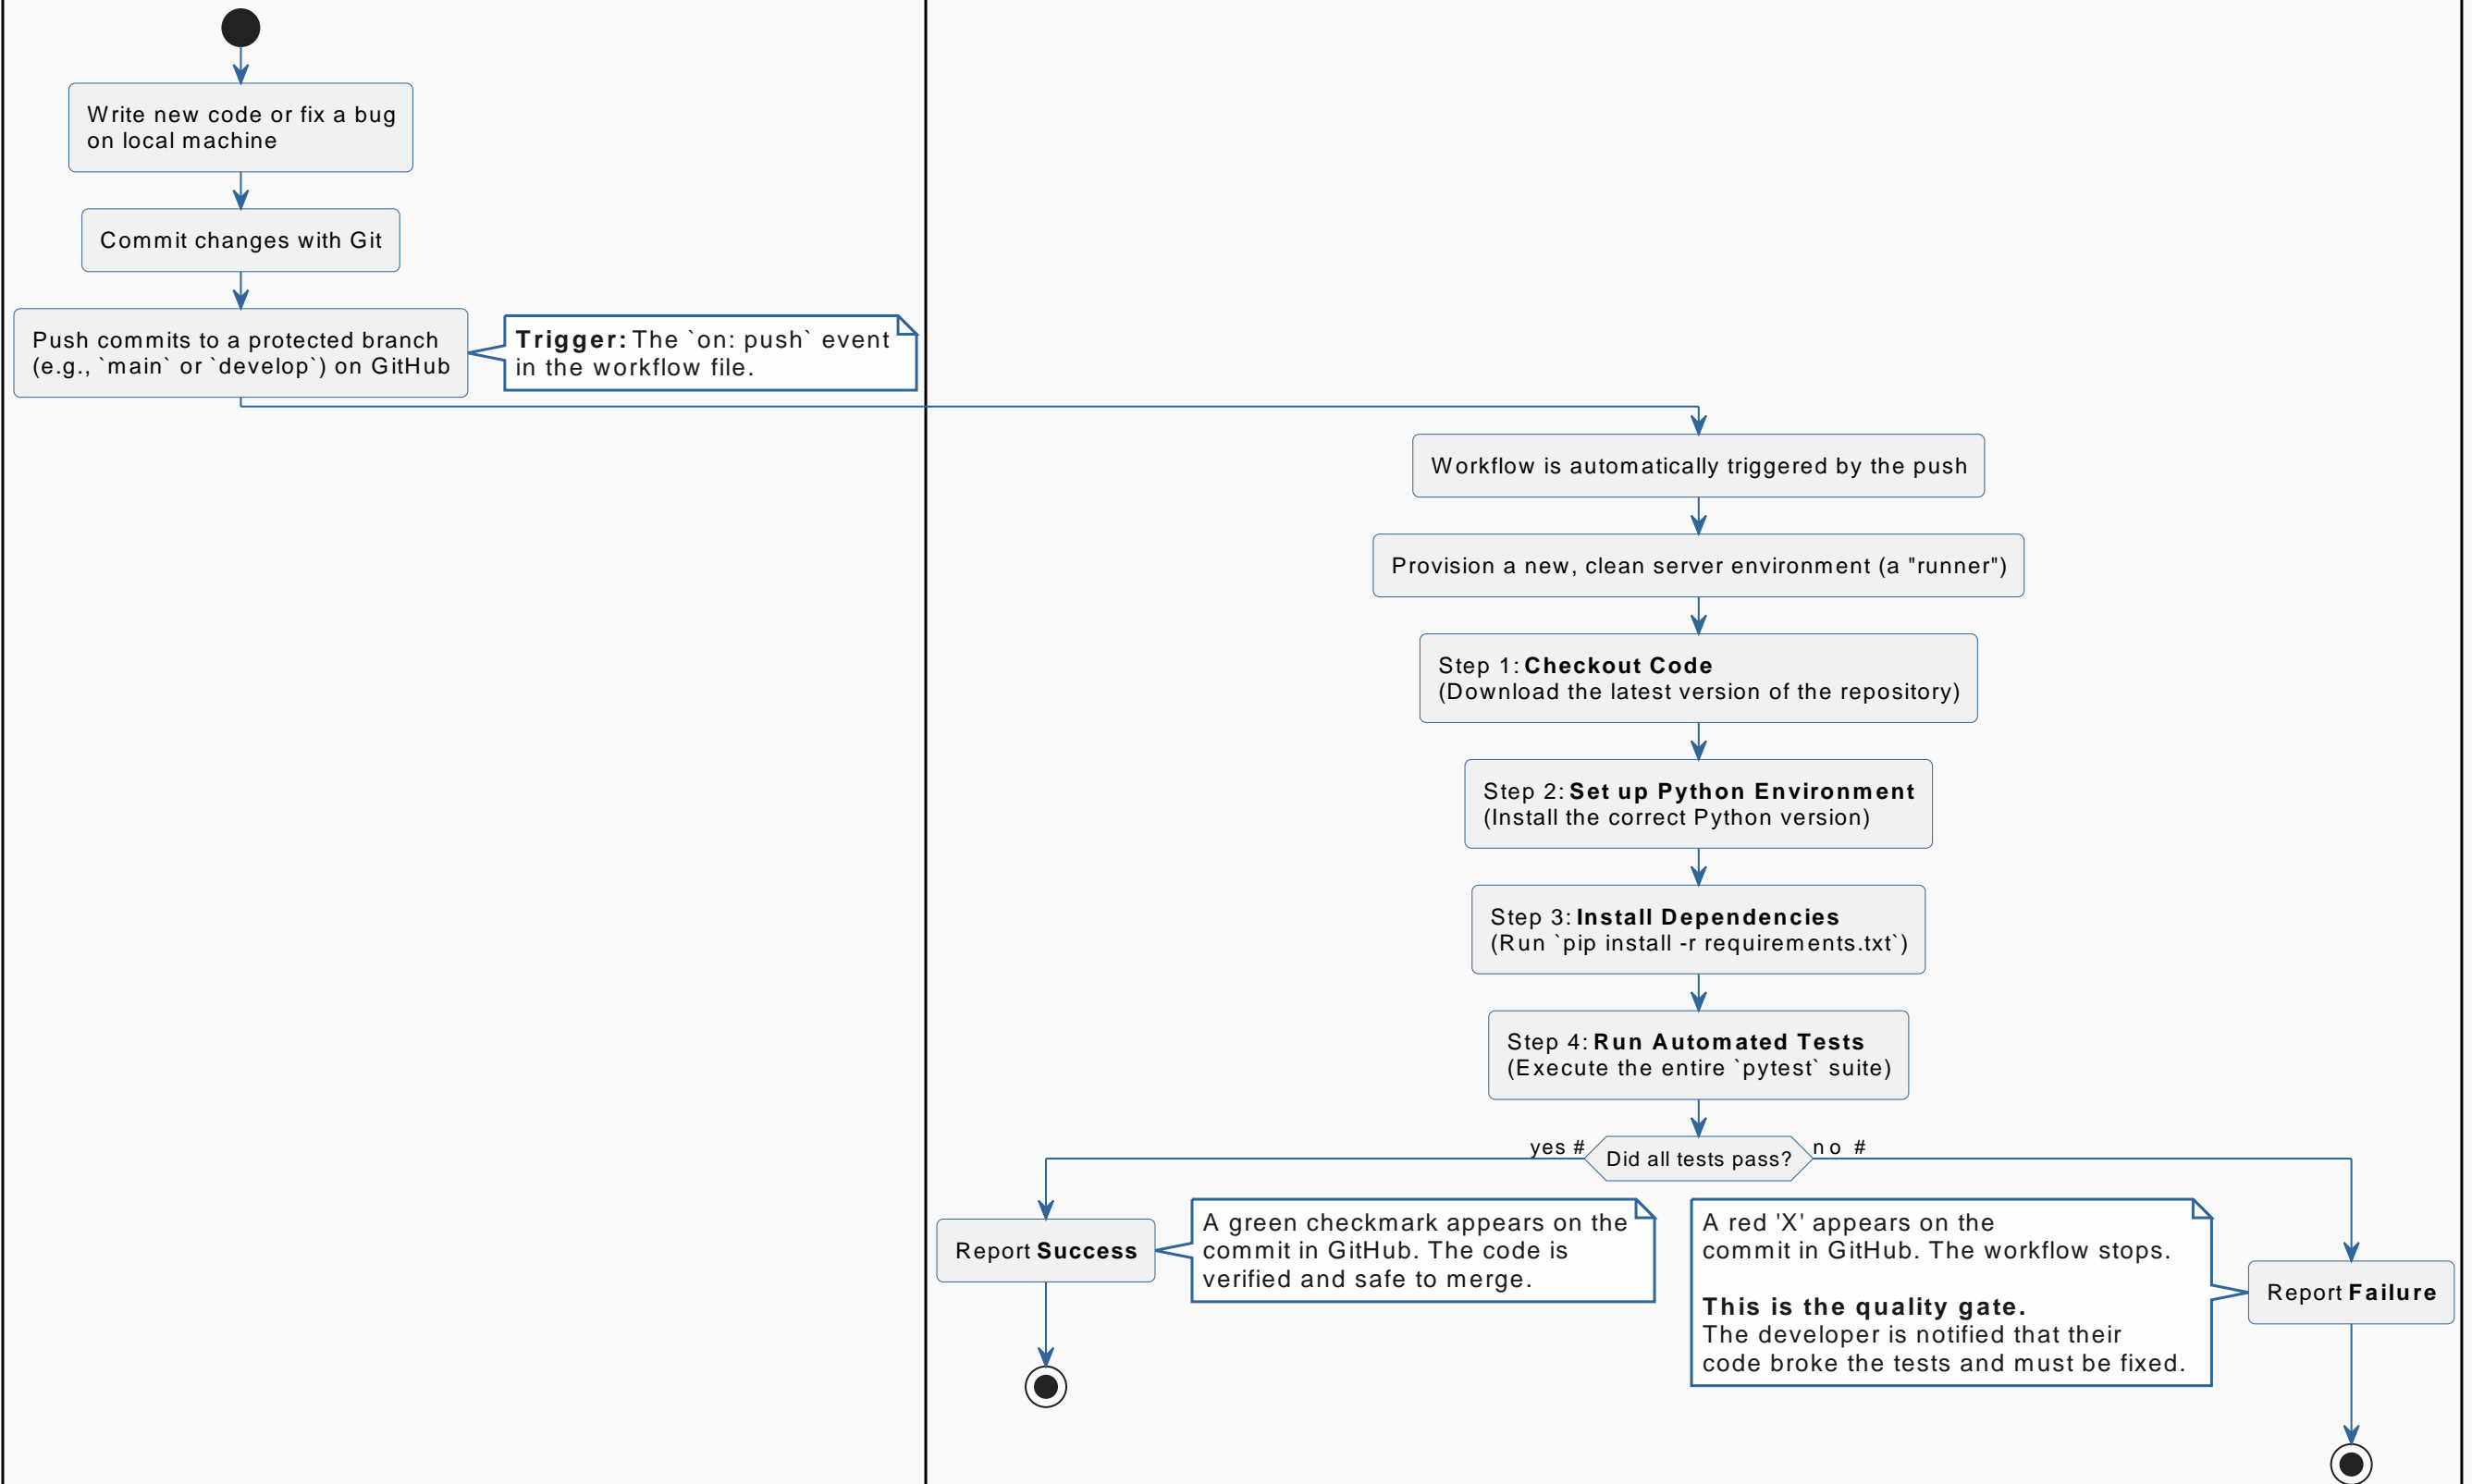 Write new code or fix a bug
on local machine
Commit changes with Git
Push commits to a protected branch
(e.g., `main` or `develop`) on GitHub
Trigger: The `on: push` event
in the workflow file.
Workflow is automatically triggered by the push
Provision a new, clean server environment (a "runner")
Step 1: Checkout Code
(Download the latest version of the repository)
Step 2: Set up Python Environment
(Install the correct Python version)
Step 3: Install Dependencies
(Run `pip install -r requirements.txt`)
Step 4: Run Automated Tests
(Execute the entire `pytest` suite)
yes #
Did all tests pass?
no #
Report Success
A green checkmark appears on the
commit in GitHub. The code is
verified and safe to merge.
A red 'X' appears on the
commit in GitHub. The workflow stops.
This is the quality gate.
The developer is notified that their
code broke the tests and must be fixed.
Report Failure